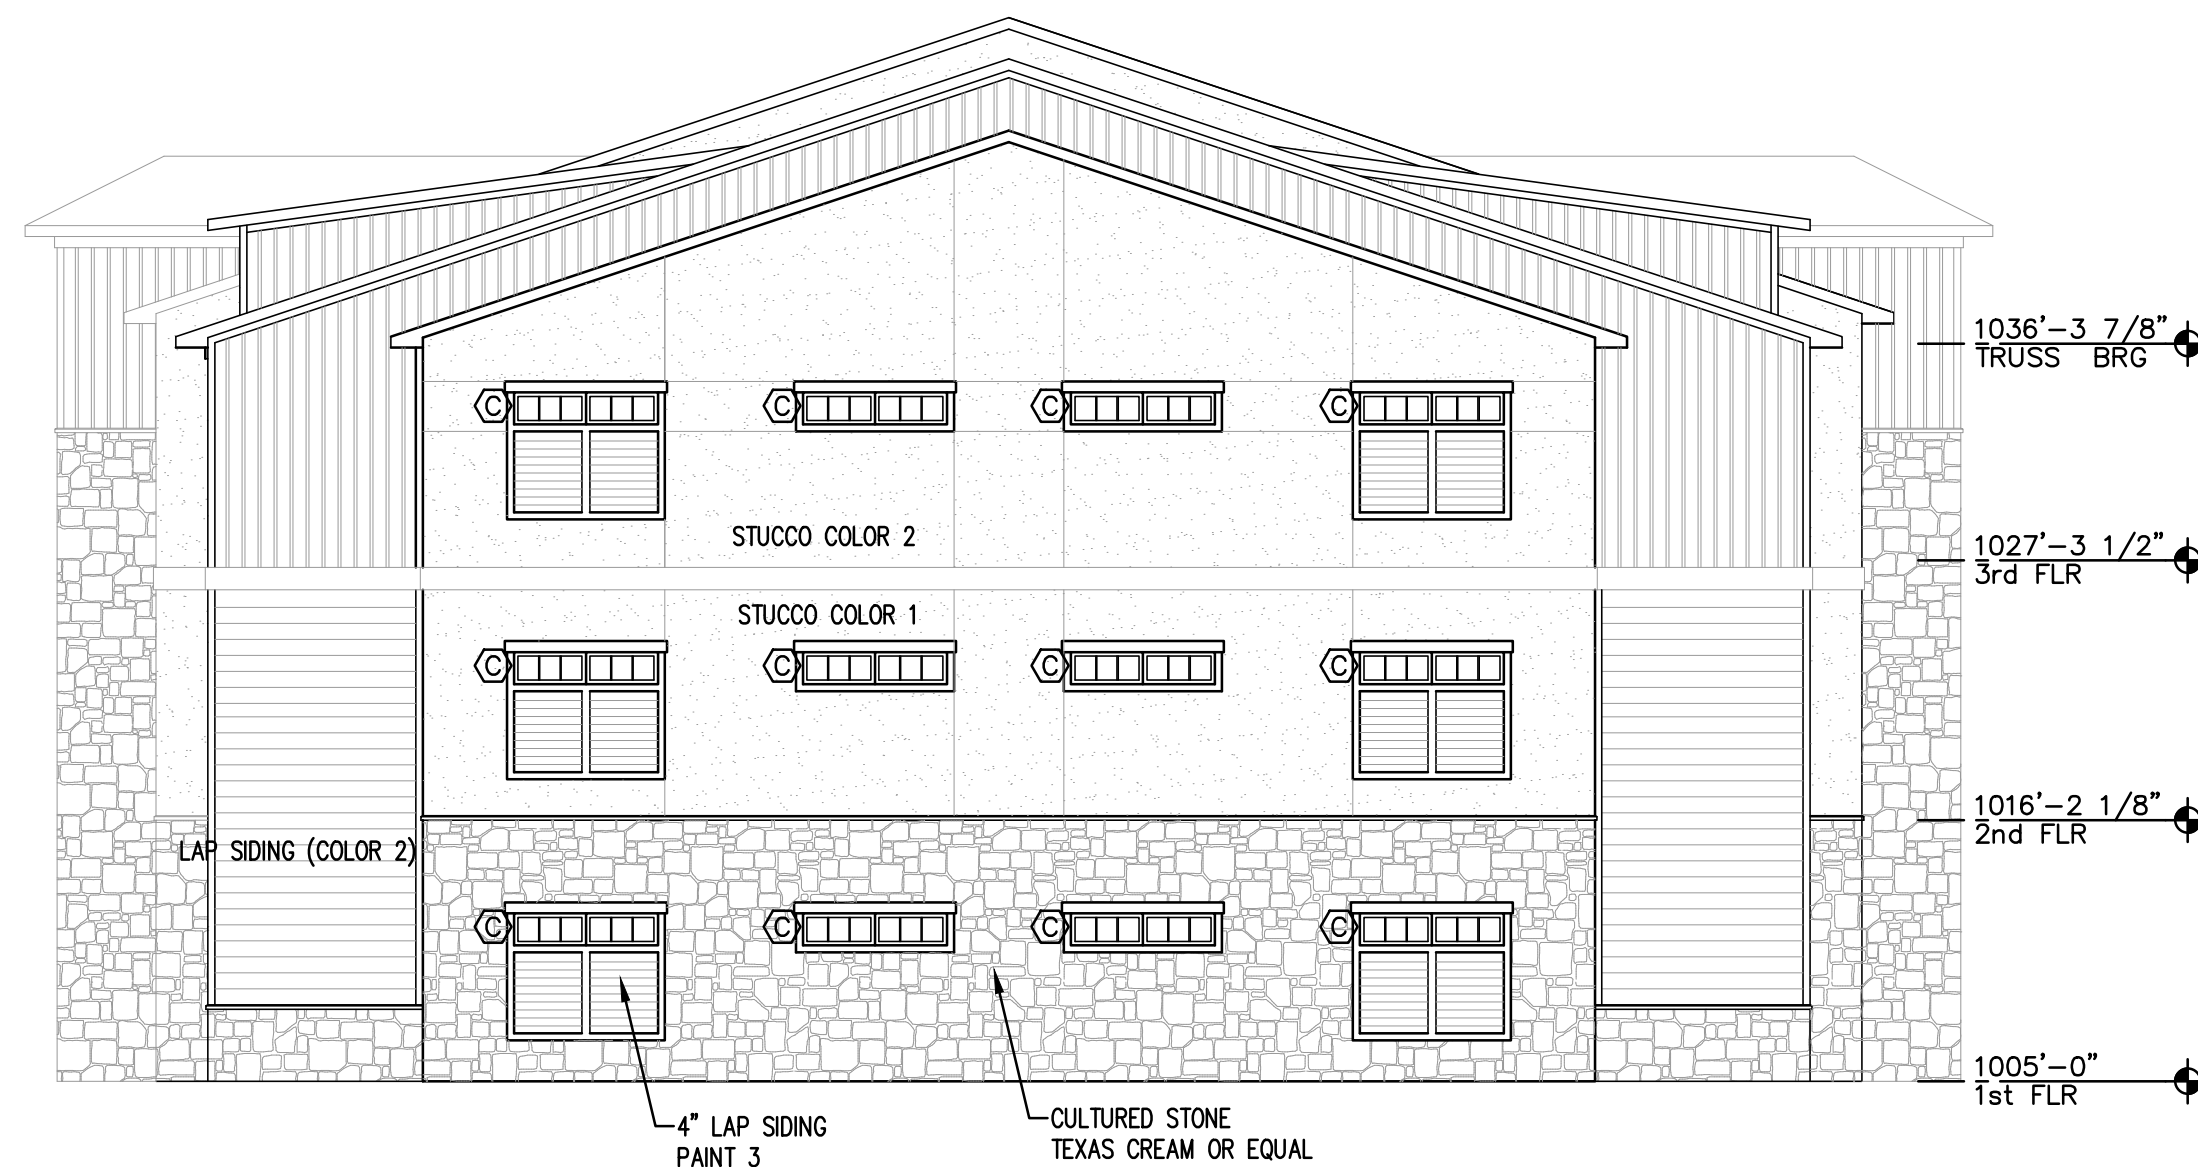 1036'-3 7/8"
TRUSS BRG
C C C C
STUCCO COLOR 2
1027'-3 1/2"
3rd FLR
STUCCO COLOR 1
C C C C
1016'-2 1/8"
2nd FLR
LAP SIDING (COLOR 2)
C C C C
1005'-0"
1st FLR
4" LAP SIDING
PAINT 3
CULTURED STONE
TEXAS CREAM OR EQUAL